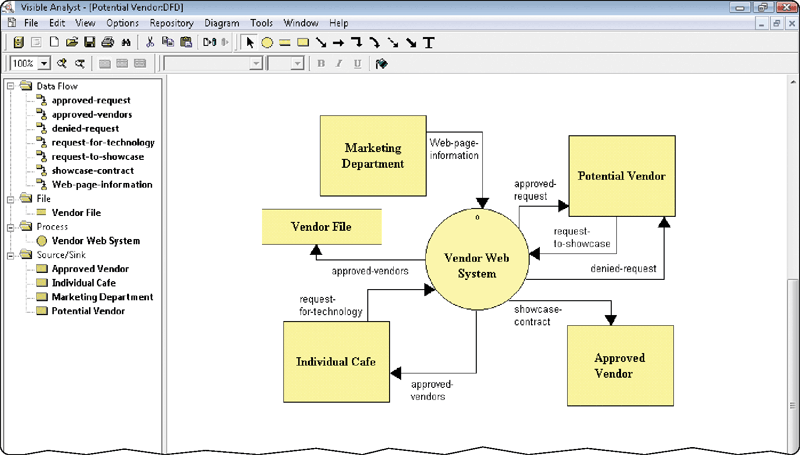 Visible Analyst - [Potential Vendor:DFD]
File Edit View Options Repository Diagram Tools Window Help
100%
B I U
Data Flow
approved-request
approved-vendors
denied-request
request-for-technology
request-to-showcase
showcase-contract
Web-page-information
File
Vendor File
Process
Vendor Web System
Source/Sink
Approved Vendor
Individual Cafe
Marketing Department
Potential Vendor
Marketing
Department
Web-page-
information
Potential Vendor
approved-
request
Vendor File
0
Vendor Web
System
request-
to-showcase
approved-vendors
denied-request
request-
for-technology
showcase-
contract
Individual Cafe
Approved
Vendor
approved-
vendors